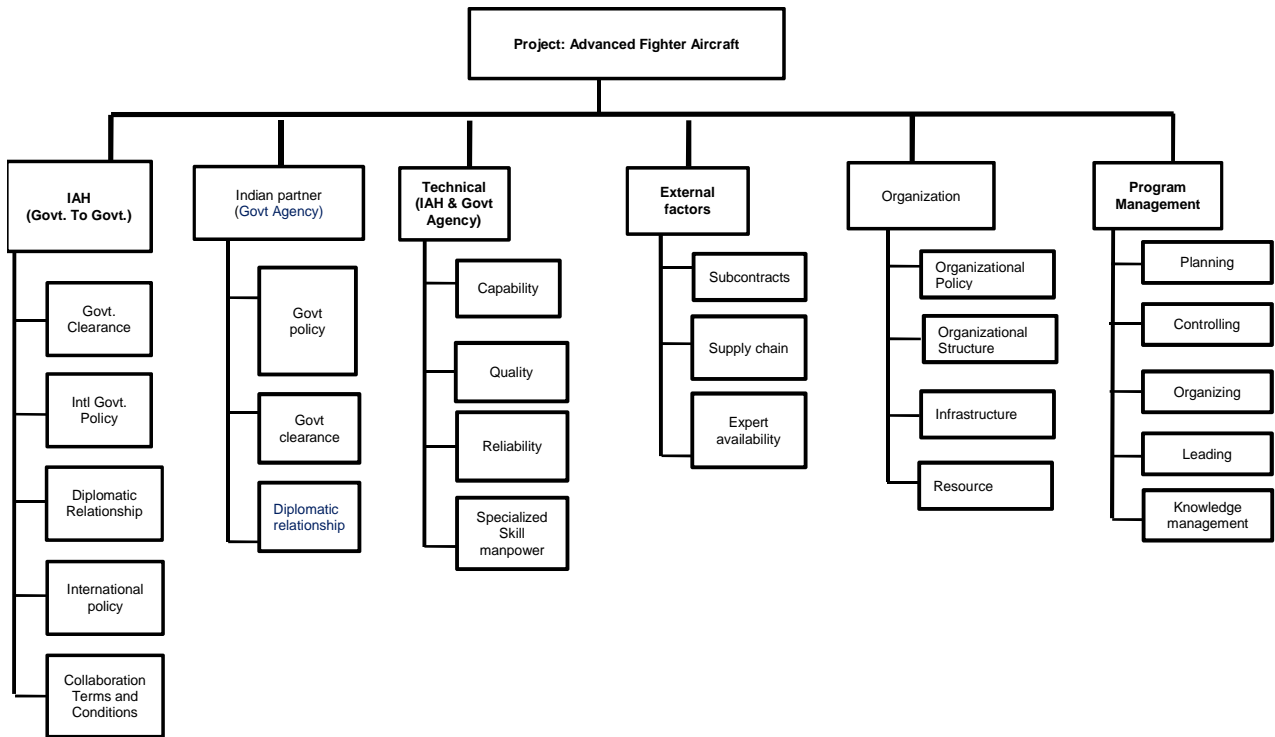 Project: Advanced Fighter Aircraft
IAH
(Govt. To Govt.)
Govt.
Clearance
Intl Govt.
Policy
Diplomatic
Relationship
International
policy
Collaboration
Terms and
Conditions
Indian partner
(Govt Agency)
Govt
policy
Govt
clearance
Diplomatic
relationship
Technical
(IAH & Govt
Agency)
Capability
Quality
Reliability
Specialized
Skill
manpower
External
factors
Subcontracts
Supply chain
Expert
availability
Organization
Organizational
Policy
Organizational
Structure
Infrastructure
Resource
Program
Management
Planning
Controlling
Organizing
Leading
Knowledge
management